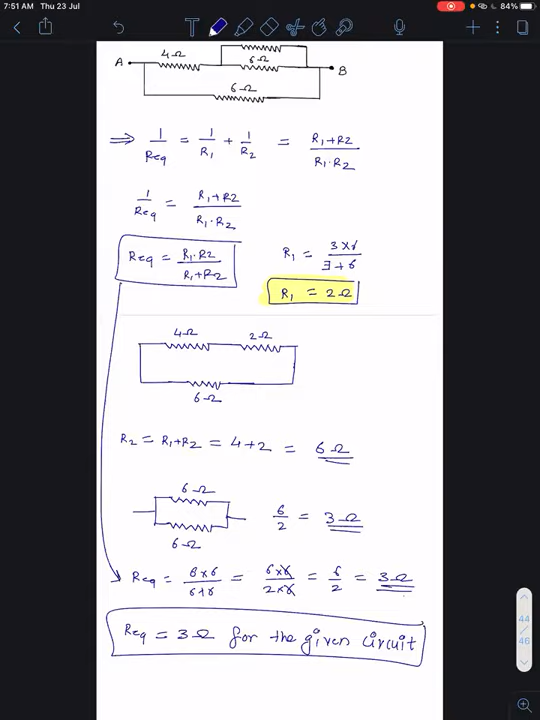 7:51 AM Thu 23 Jul
84%
4Ω
6Ω
A
B
6Ω
⇒ 1/Req = 1/R1 + 1/R2 = R1+R2/R1·R2
1/Req = R1+R2/R1·R2
Req = R1·R2/R1+R2
R1 = 3×6/3+6
R1 = 2Ω
4Ω 2Ω
6Ω
R2 = R1+R2 = 4+2 = 6Ω
6Ω
6Ω
6/2 = 3Ω
Req = 6×6/6+6 = 6×6/2×6 = 6/2 = 3Ω
Req = 3Ω for the given circuit
44
46